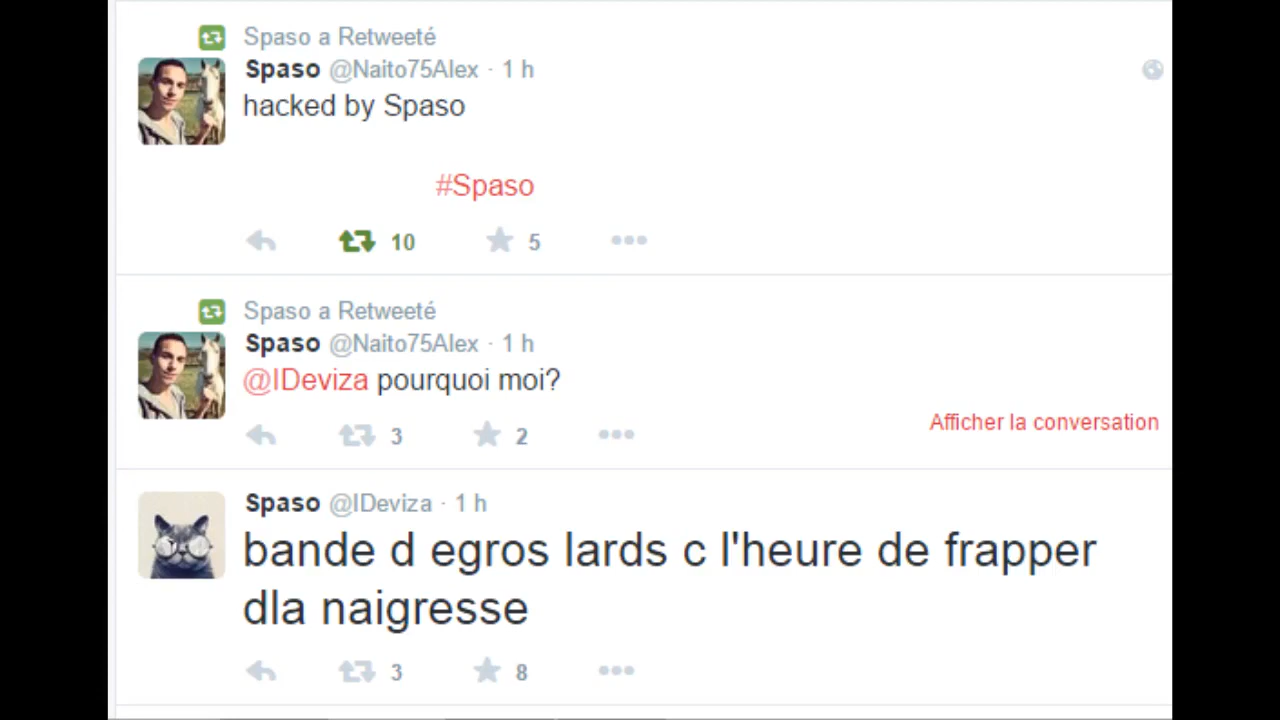 Spaso a Retweeté
Spaso @Naito75Alex · 1 h
hacked by Spaso
#Spaso
10 5
Spaso a Retweeté
Spaso @Naito75Alex · 1 h
@IDeviza pourquoi moi?
Afficher la conversation
3 2
Spaso @IDeviza · 1 h
bande d egros lards c l'heure de frapper
dla naigresse
3 8